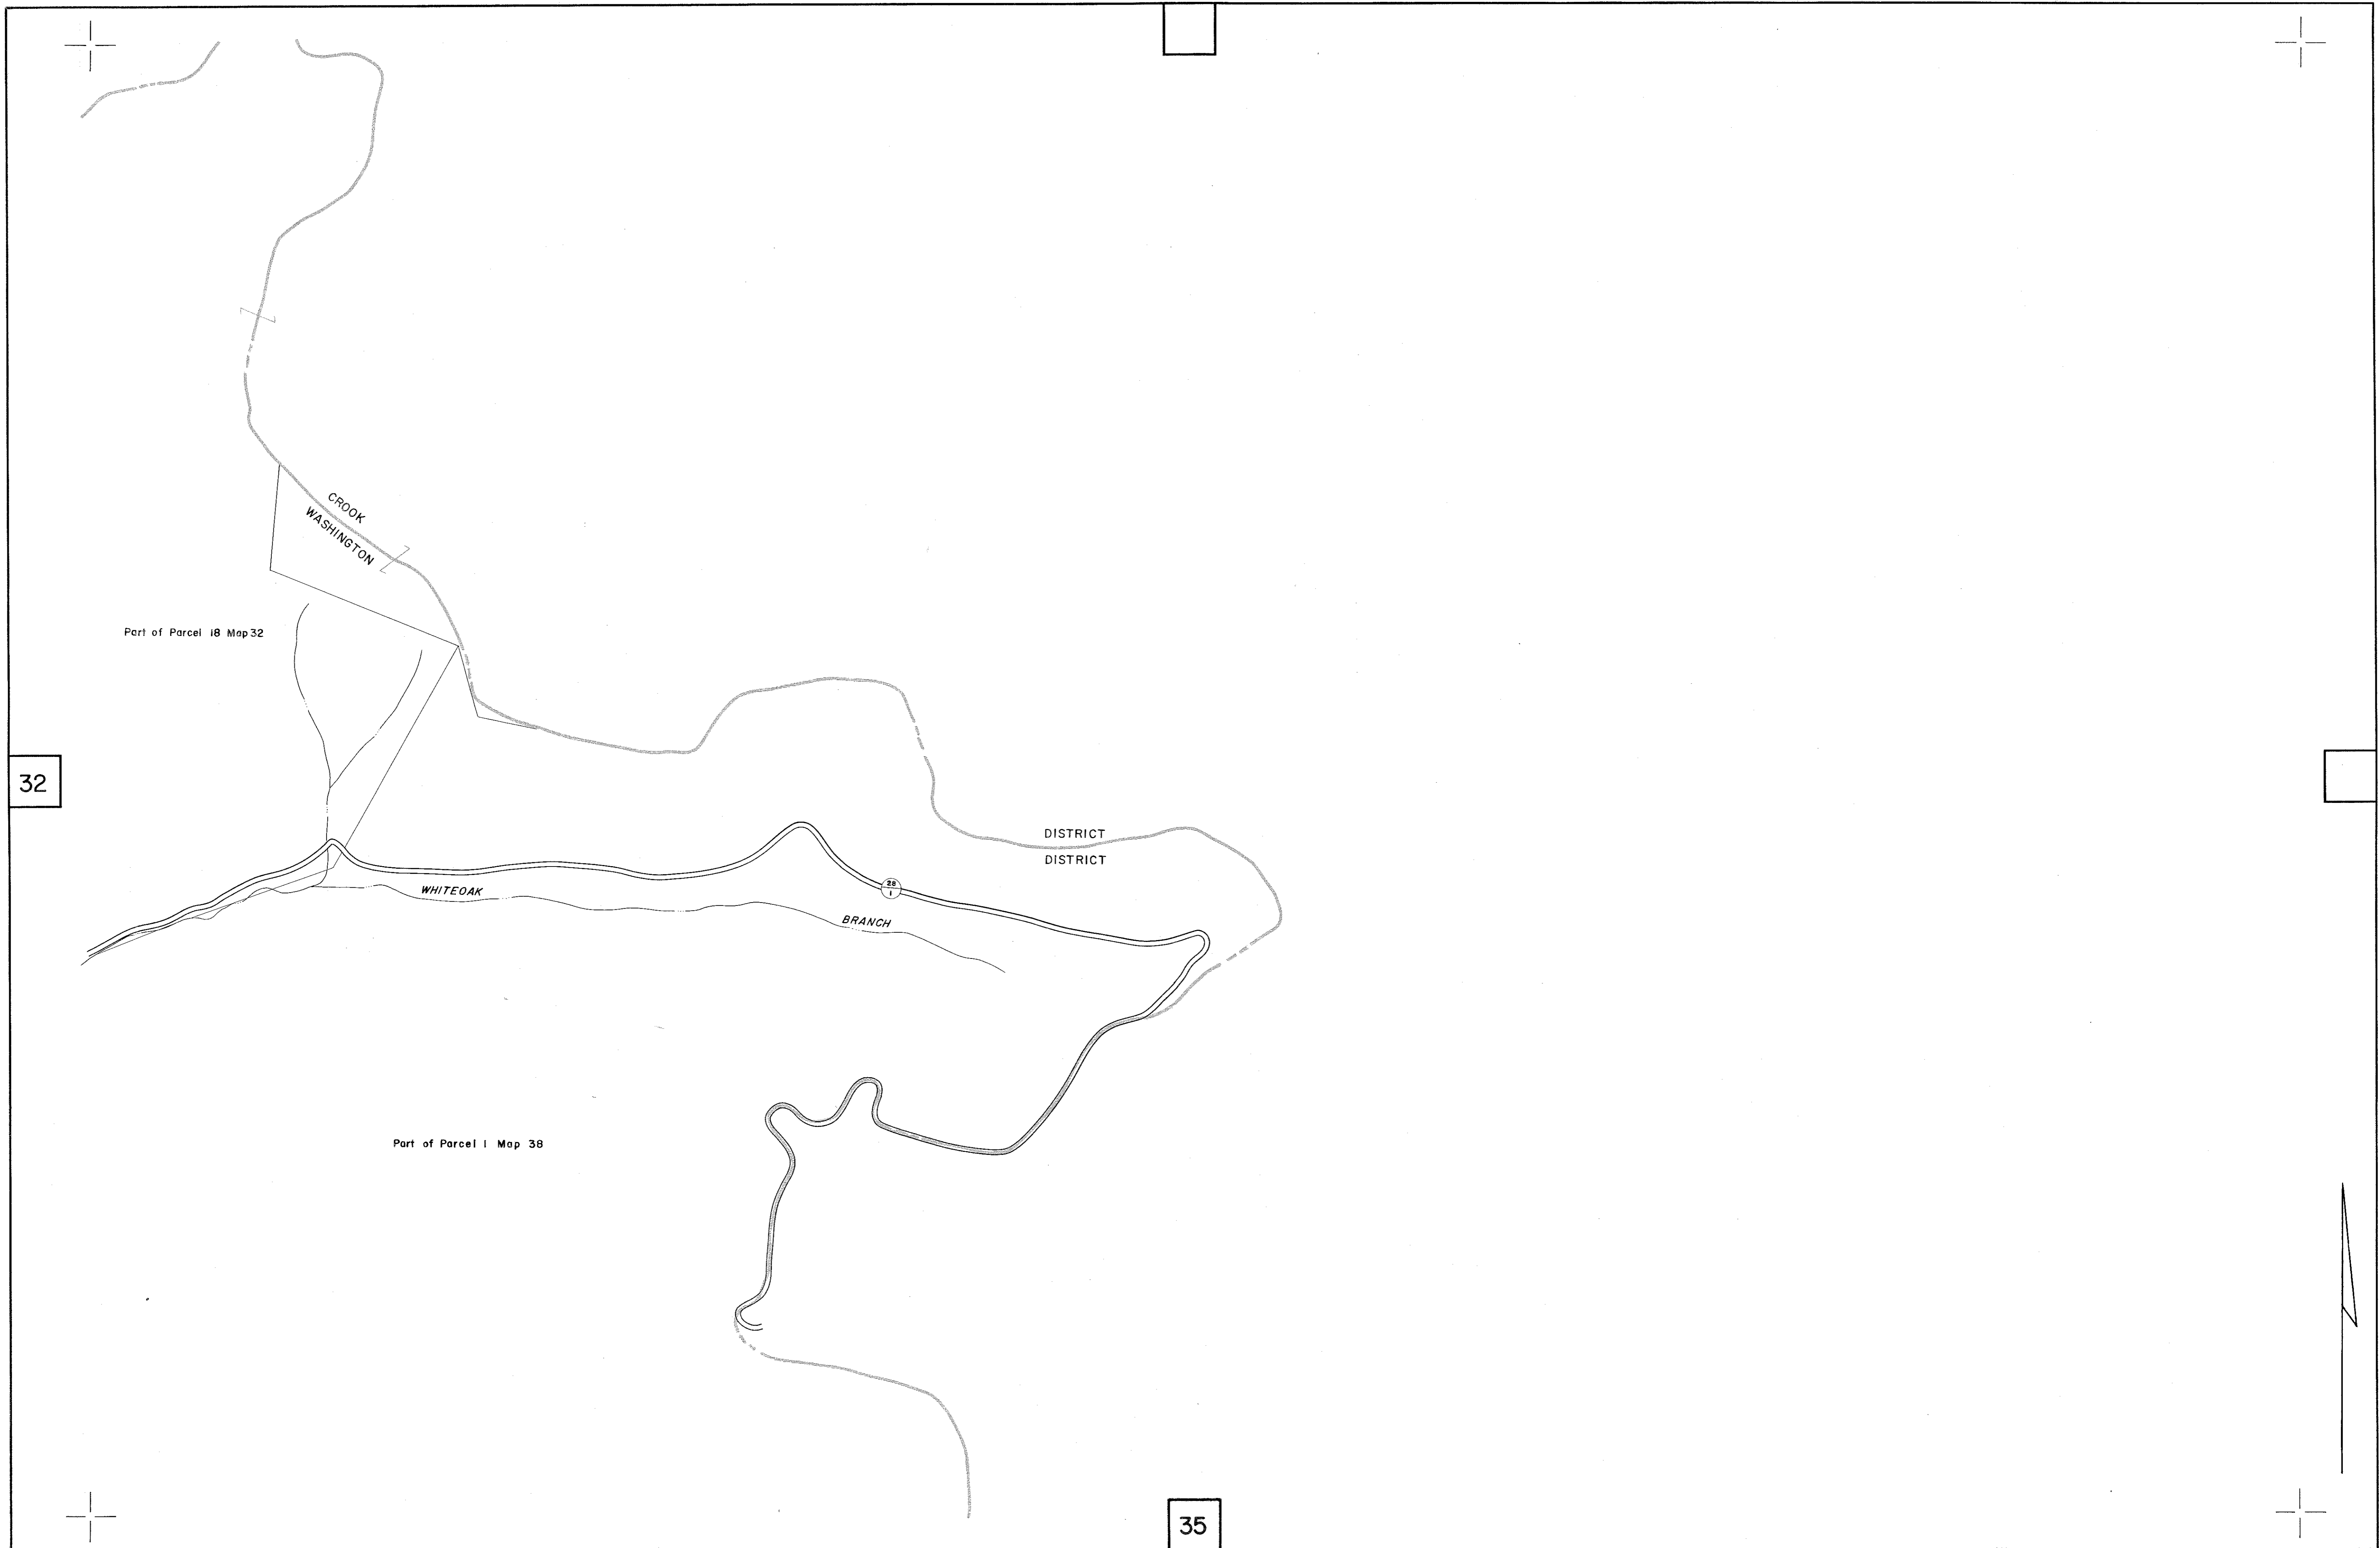 CROOK
WASHINGTON
Part of Parcel 18 Map 32
32
DISTRICT
DISTRICT
WHITEOAK
28
1
BRANCH
Part of Parcel 1 Map 38
35